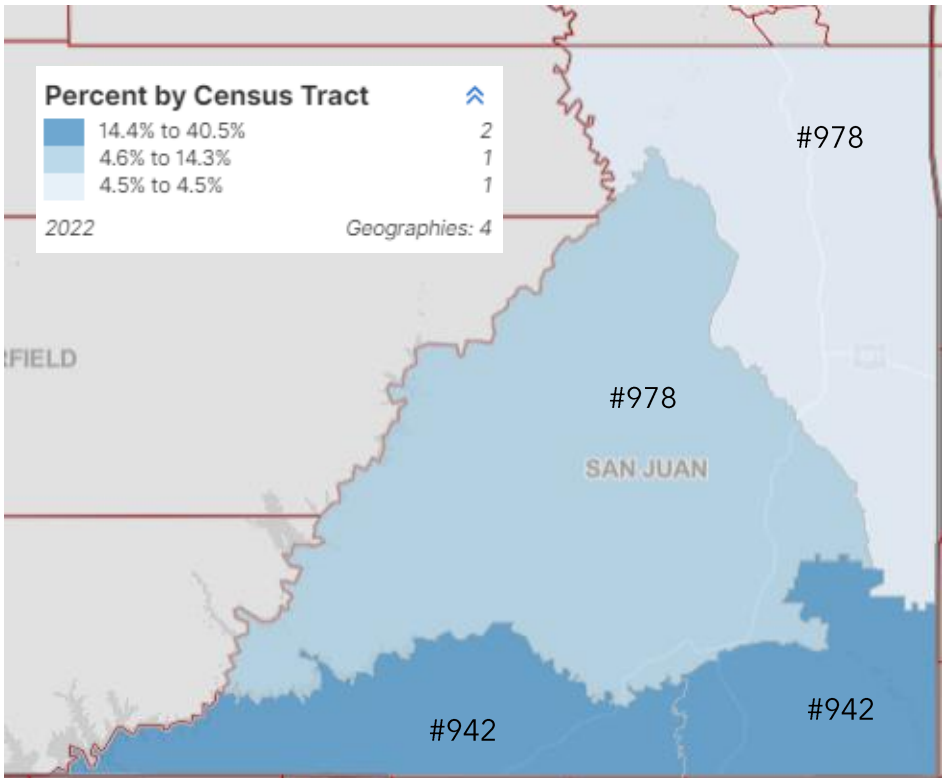 Percent by Census Tract
14.4% to 40.5% 2
4.6% to 14.3% 1
4.5% to 4.5% 1
2022 Geographies: 4
#978
RFIELD
#978
SAN JUAN
#942
#942